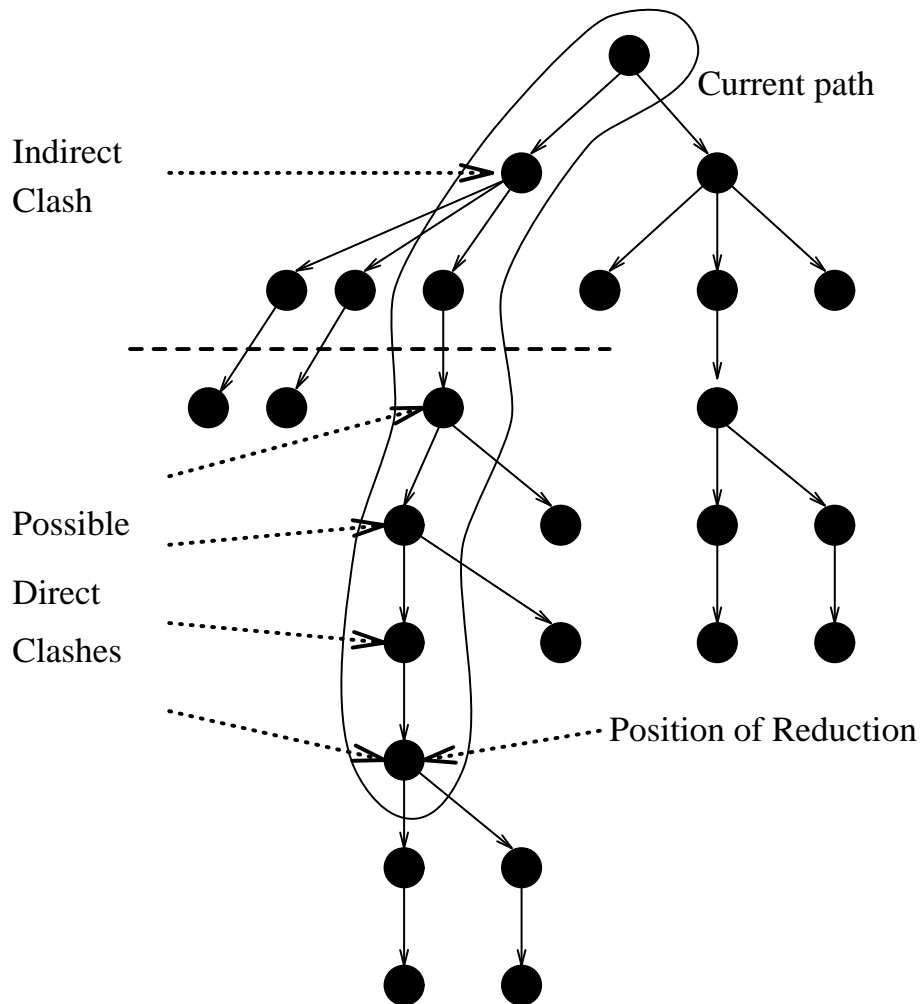 Current path
Indirect
Clash
Possible
Direct
Clashes
Position of Reduction